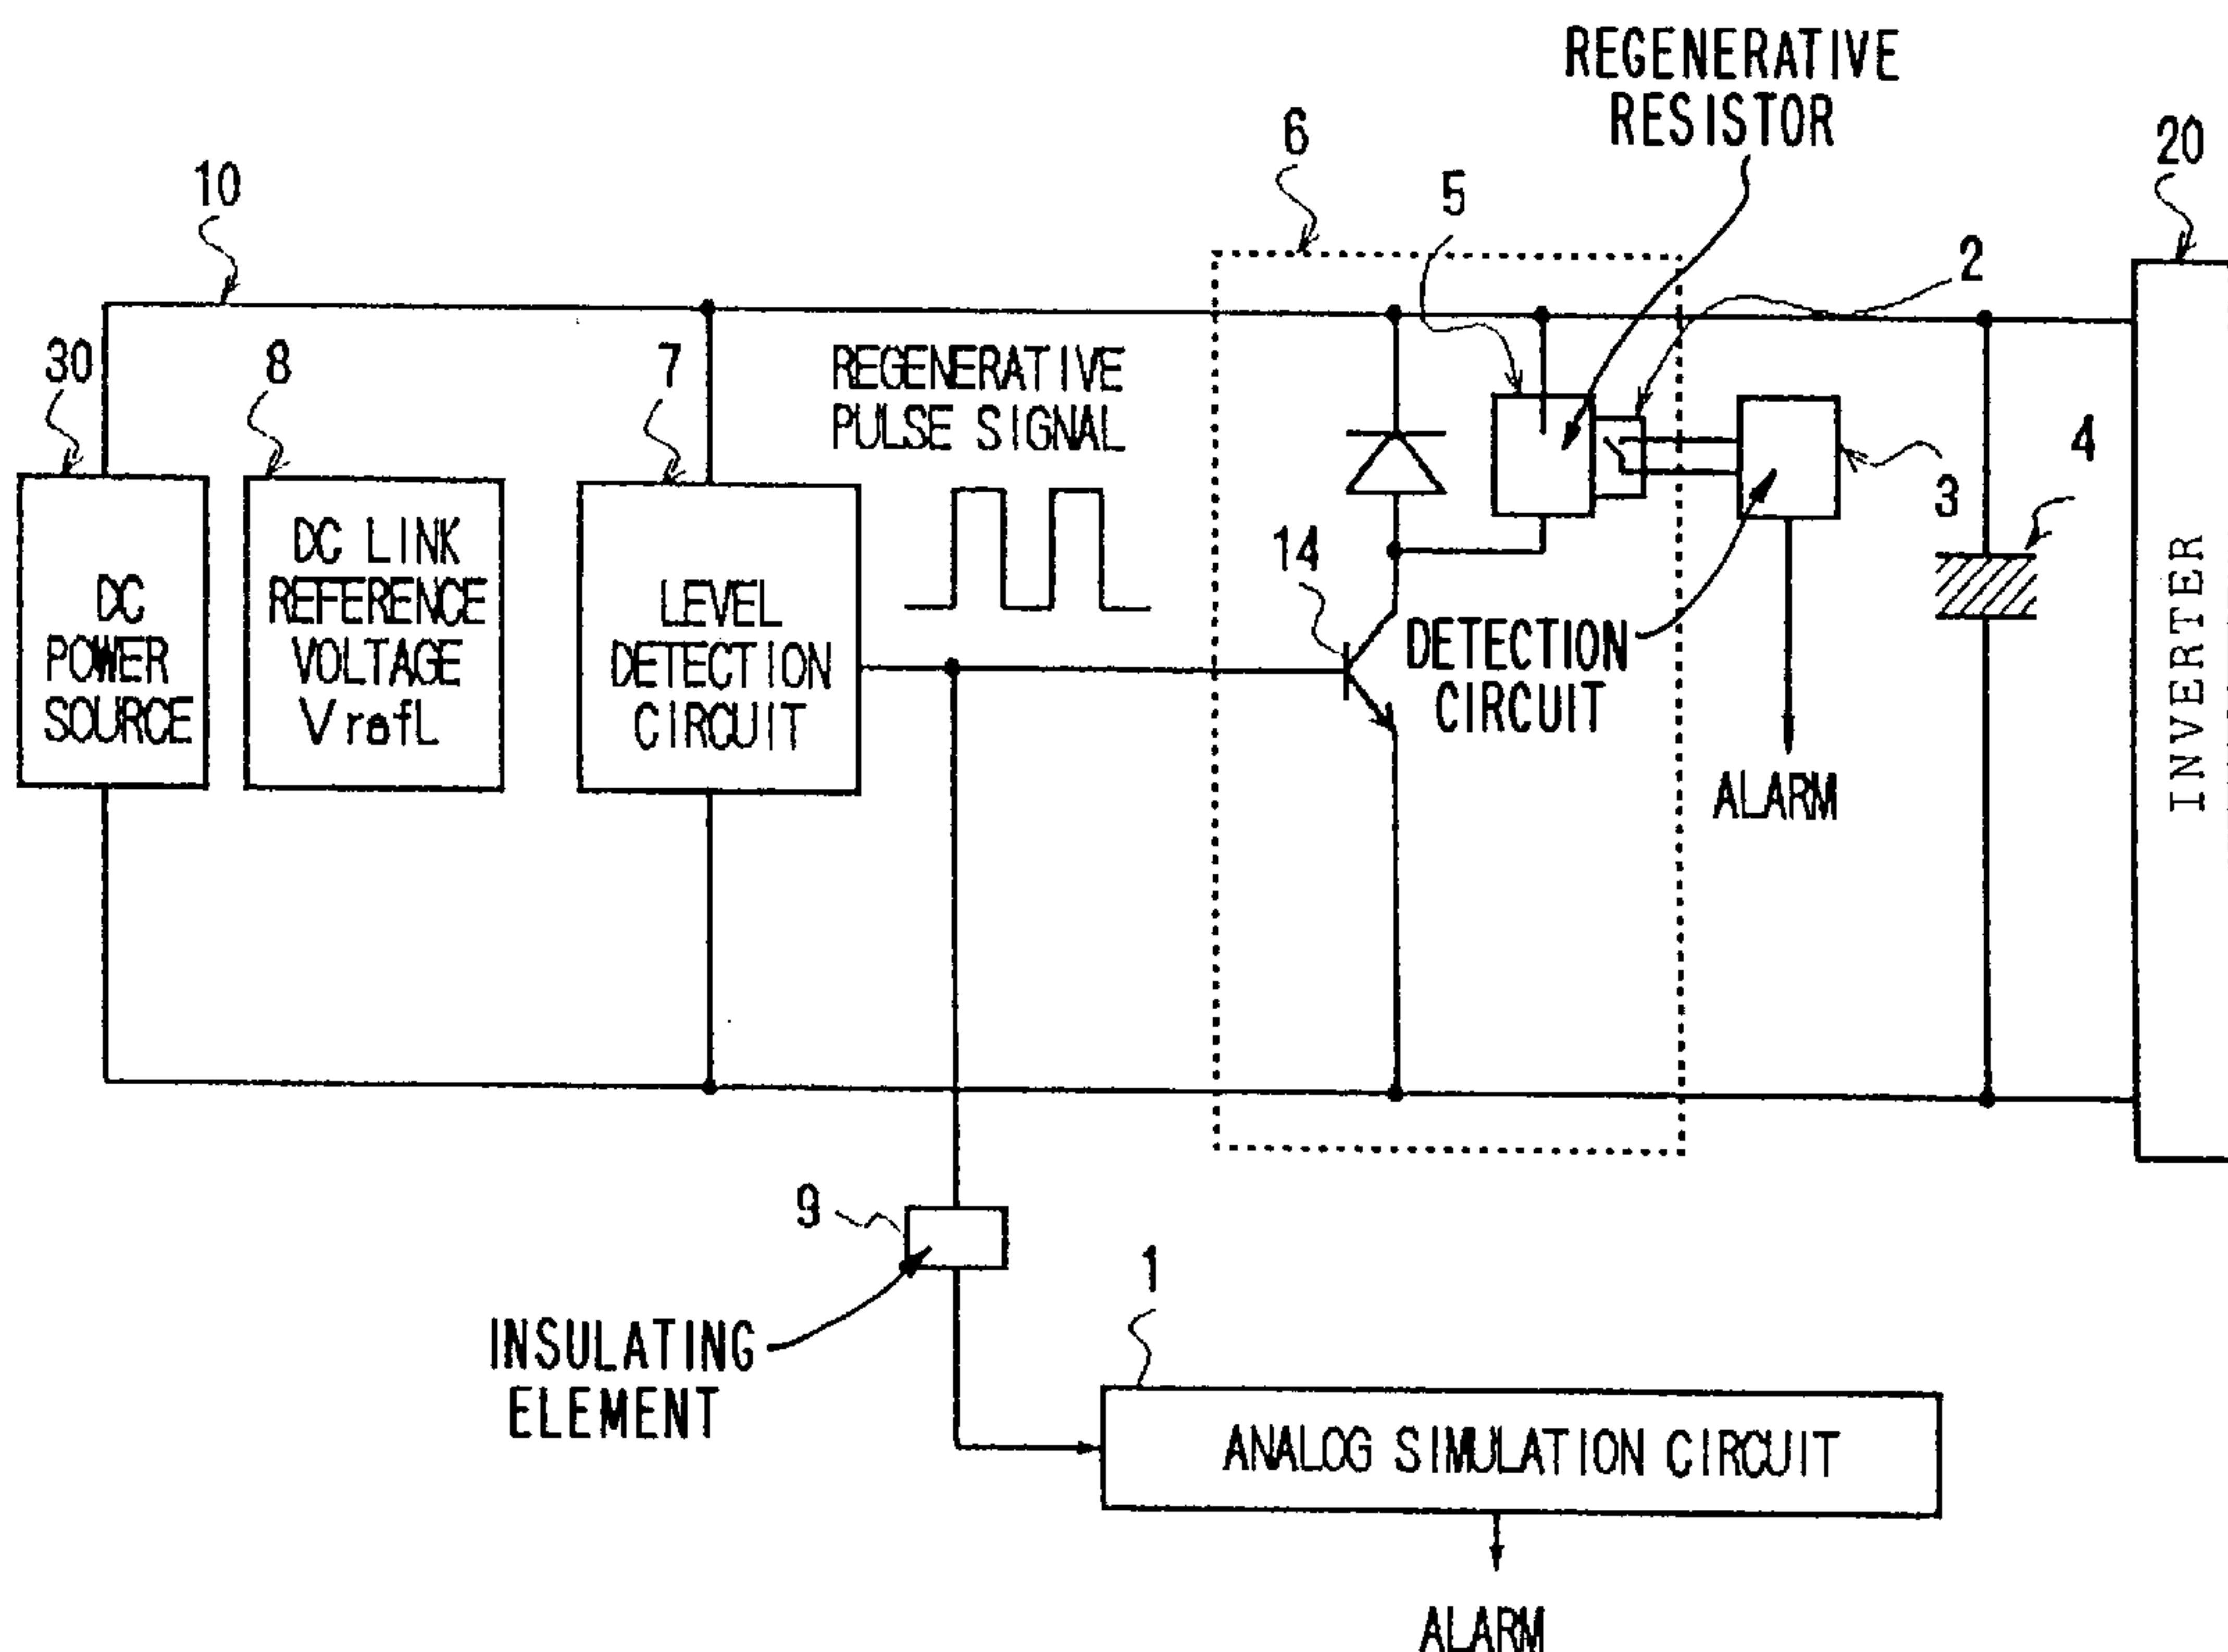 REGENERATIVE
RESISTOR
6
20
10
5
2
30
8
7
REGENERATIVE
PULSE SIGNAL
4
3
14
DC
POWER
SOURCE
DC LINK
REFERENCE
VOLTAGE
VrefL
LEVEL
DETECTION
CIRCUIT
DETECTION
CIRCUIT
INVERTER
ALARM
9
1
INSULATING
ELEMENT
ANALOG SIMULATION CIRCUIT
ALARM